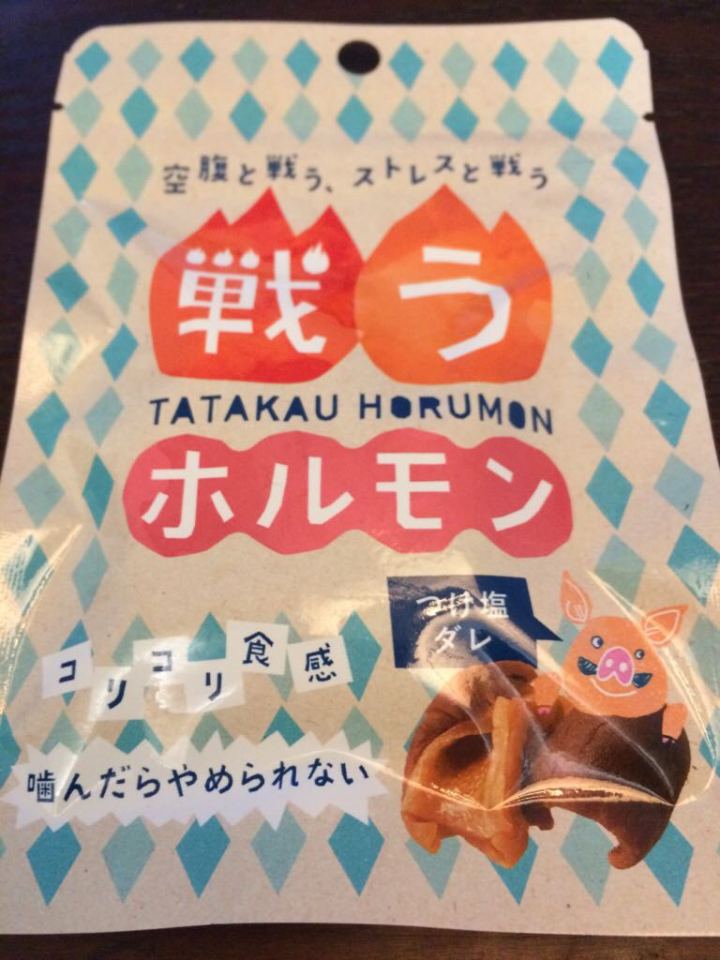 空腹と戦う、ストレスと戦う
戦う
TATAKAU HORUMON
ホルモン
つけ塩
ダレ
コリコリ食感
噛んだらやめられない